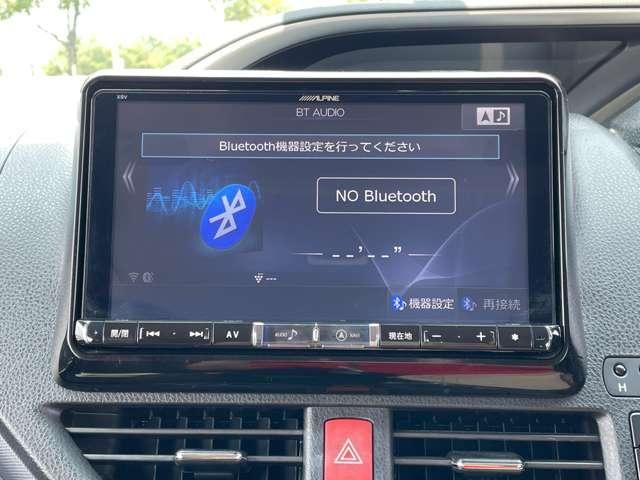 X9V
ALPINE
BT AUDIO
Bluetooth機器設定を行ってください
NO Bluetooth
--'--"
機器設定 再接続
開/閉 AV AUDIO NAVI 現在地 − +
H